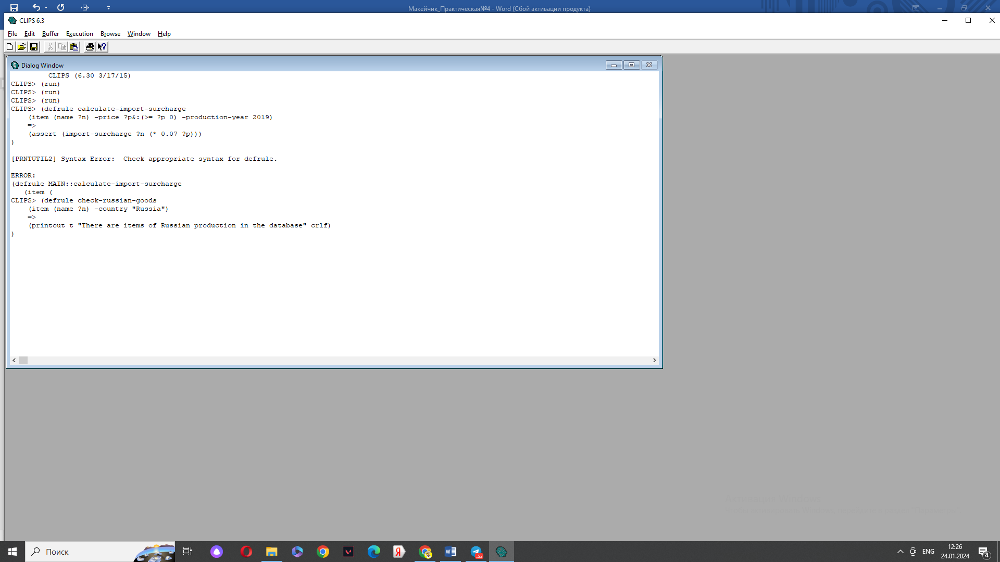 Макейчик_Практическая№4 - Word (Сбой активации продукта)
CLIPS 6.3
File Edit Buffer Execution Browse Window Help
Dialog Window
CLIPS (6.30 3/17/15)
CLIPS> (run)
CLIPS> (run)
CLIPS> (run)
CLIPS> (defrule calculate-import-surcharge
(item (name ?n) -price ?p&:(>= ?p 0) -production-year 2019)
=>
(assert (import-surcharge ?n (* 0.07 ?p)))
)
[PRNTUTIL2] Syntax Error:  Check appropriate syntax for defrule.
ERROR:
(defrule MAIN::calculate-import-surcharge
(item (
CLIPS> (defrule check-russian-goods
(item (name ?n) -country "Russia")
=>
(printout t "There are items of Russian production in the database" crlf)
)
Поиск
.52
ENG
12:26
24.01.2024
4